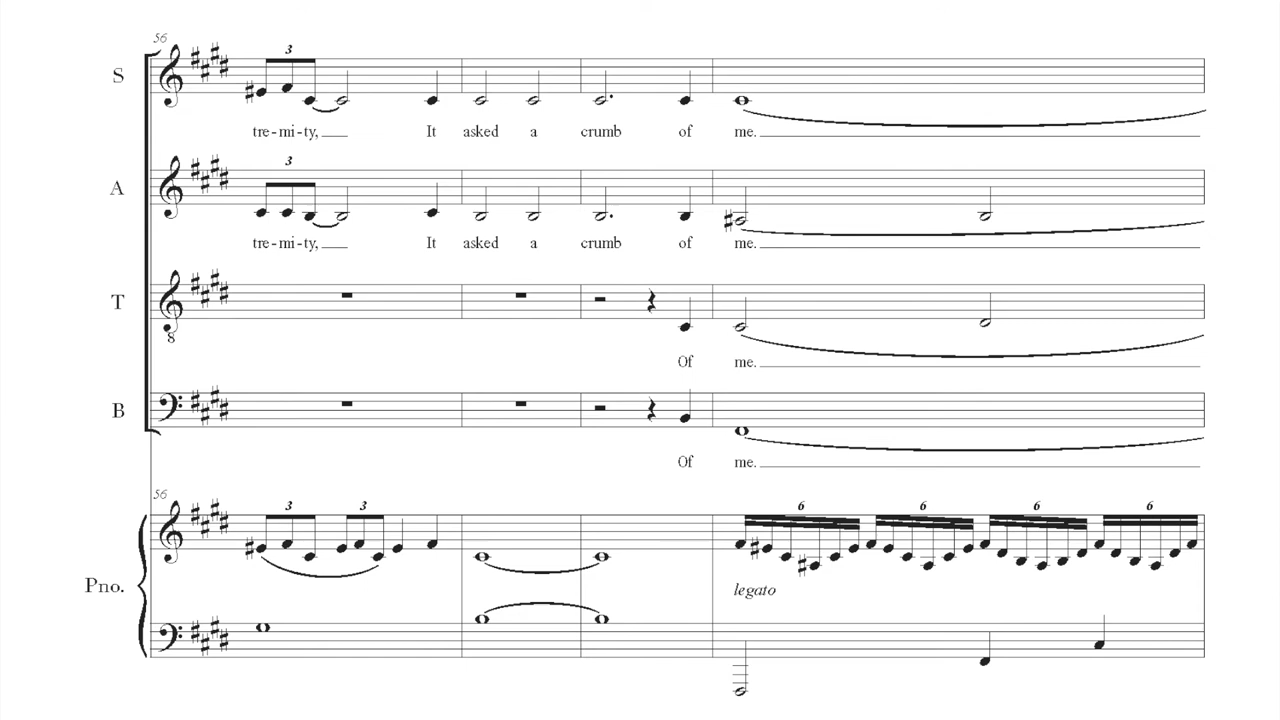 56
3
S
tre-mi-ty, It asked a crumb of me.
3
A
tre-mi-ty, It asked a crumb of me.
T
8
Of me.
B
Of me.
56
3 3 6 6 6 6
Pno.
legato